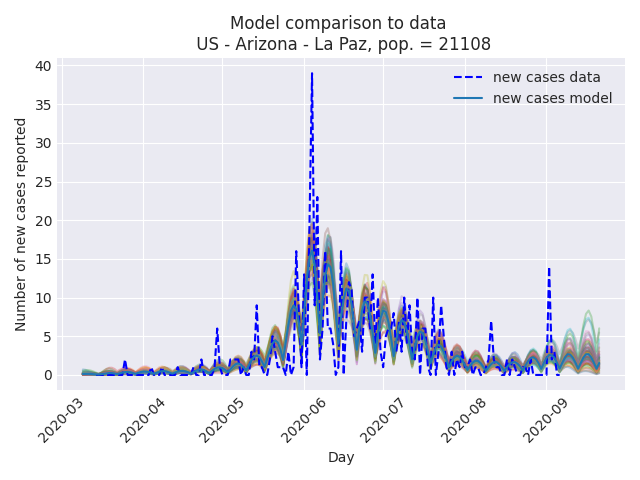 Model comparison to data
US - Arizona - La Paz, pop. = 21108
new cases data
new cases model
Number of new cases reported
40
35
30
25
20
15
10
5
0
2020-03
2020-04
2020-05
2020-06
2020-07
2020-08
2020-09
Day